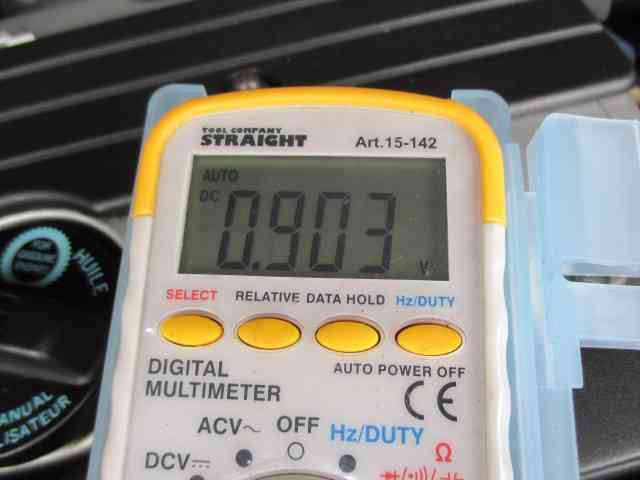 TOOL COMPANY
STRAIGHT
Art.15-142
AUTO
DC
0.903
V
SELECT RELATIVE DATA HOLD Hz/DUTY
DIGITAL
MULTIMETER
AUTO POWER OFF
CE
ACV~ OFF Hz/DUTY
DCV Ω
HUILE
MANUAL